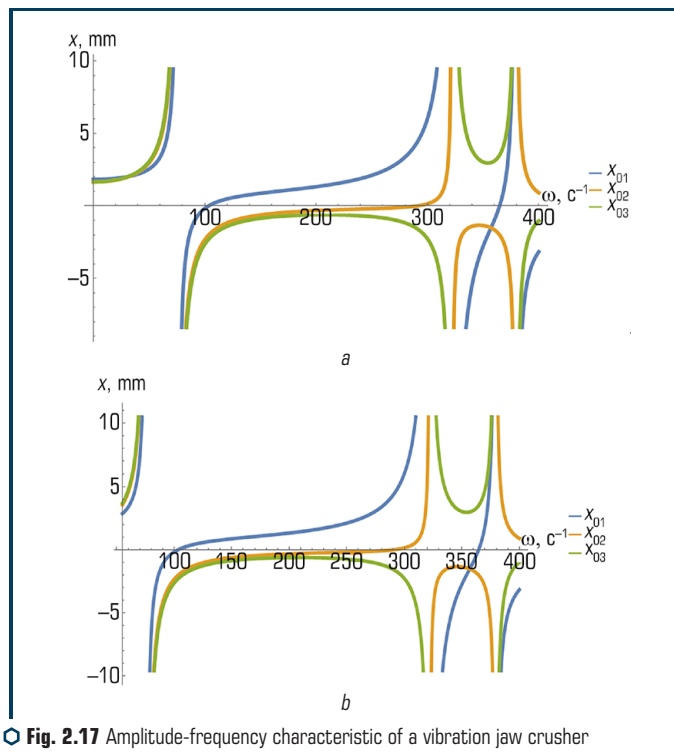 x, mm
10
5
−5
100
200
300
400
ω, c⁻¹
X₀₁
X₀₂
X₀₃
a
x, mm
10
5
−5
−10
100
150
200
250
300
350
400
ω, c⁻¹
X₀₁
X₀₂
X₀₃
b
Fig. 2.17 Amplitude-frequency characteristic of a vibration jaw crusher